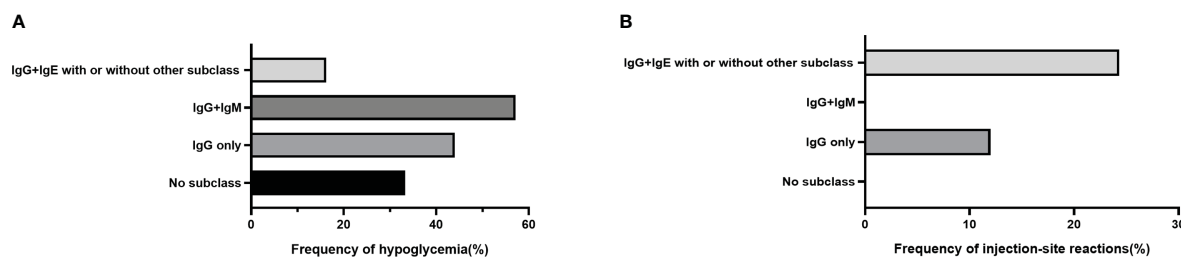 A
IgG+IgE with or without other subclass
IgG+IgM
IgG only
No subclass
0 20 40 60
Frequency of hypoglycemia(%)
B
IgG+IgE with or without other subclass
IgG+IgM
IgG only
No subclass
0 10 20 30
Frequency of injection-site reactions(%)